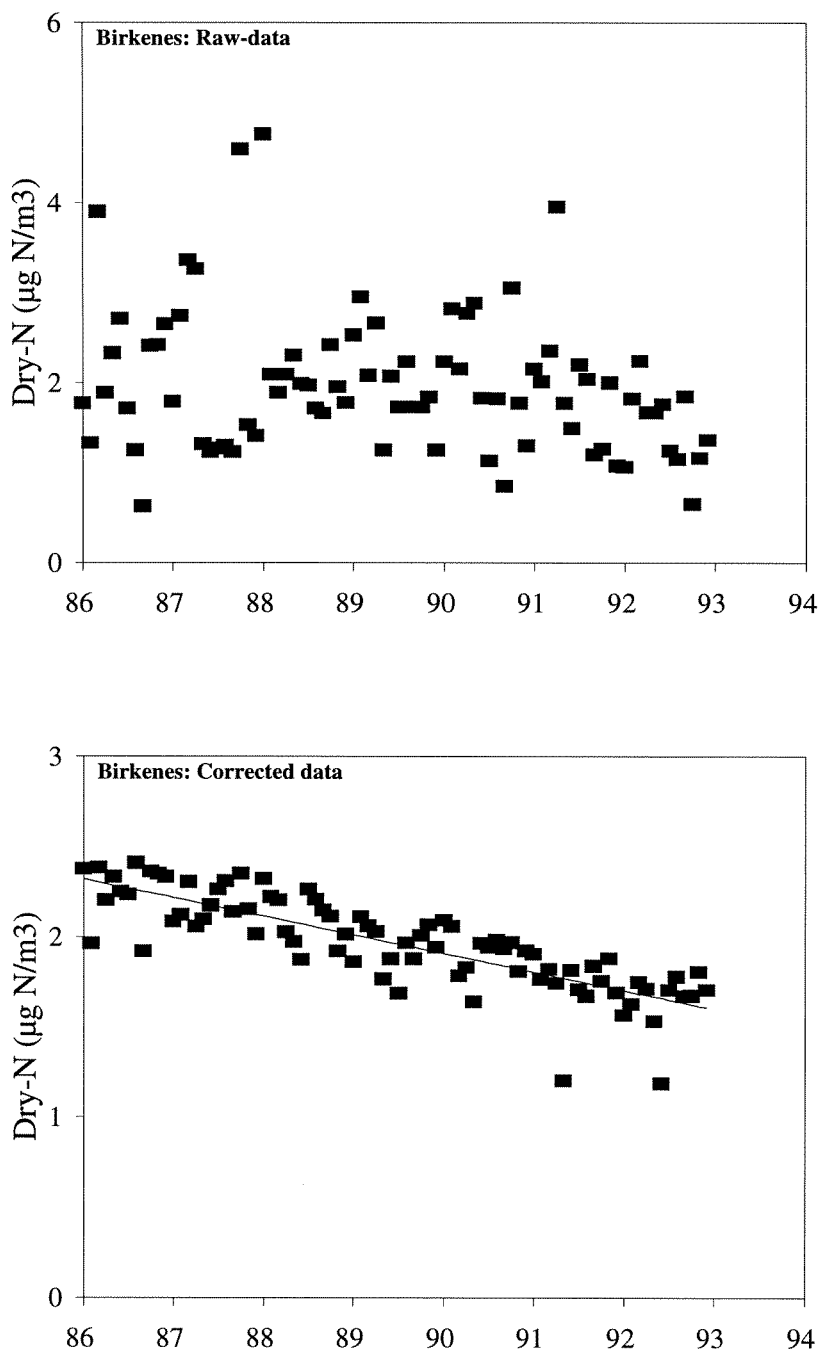 Birkenes: Raw-data
Dry-N (µg N/m3)
6
4
2
0
86 87 88 89 90 91 92 93 94
Birkenes: Corrected data
Dry-N (µg N/m3)
3
2
1
0
86 87 88 89 90 91 92 93 94